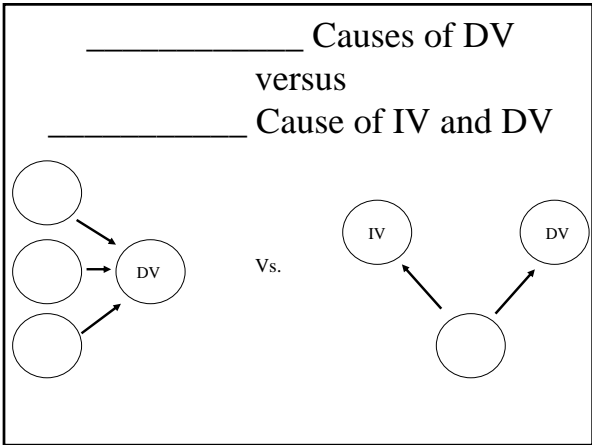 ____________ Causes of DV
versus
___________ Cause of IV and DV
IV
DV
DV
Vs.